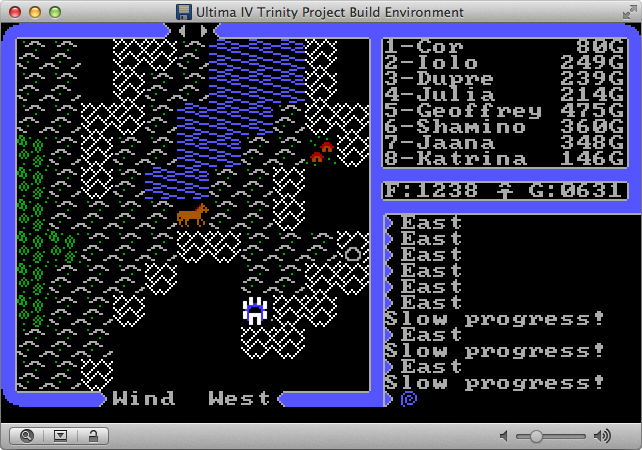 Ultima IV Trinity Project Build Environment
1-Cor 80G
2-Iolo 249G
3-Dupre 239G
4-Julia 214G
5-Geoffrey 475G
6-Shamino 360G
7-Jaana 348G
8-Katrina 146G
F:1238 G:0631
East
East
East
East
East
East
Slow progress!
East
Slow progress!
East
Slow progress!
Wind West